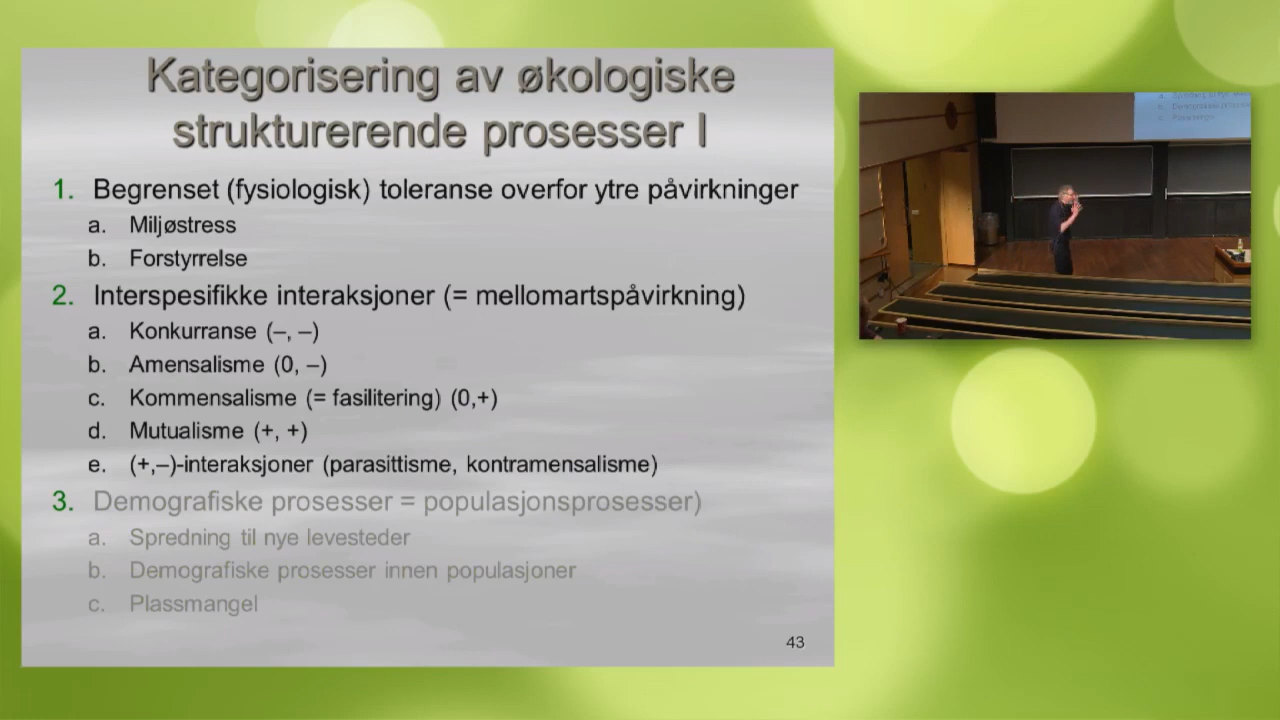 Kategorisering av økologiske
strukturerende prosesser I
1. Begrenset (fysiologisk) toleranse overfor ytre påvirkninger
a. Miljøstress
b. Forstyrrelse
2. Interspesifikke interaksjoner (= mellomartspåvirkning)
a. Konkurranse (–, –)
b. Amensalisme (0, –)
c. Kommensalisme (= fasilitering) (0,+)
d. Mutualisme (+, +)
e. (+,–)-interaksjoner (parasittisme, kontramensalisme)
3. Demografiske prosesser = populasjonsprosesser)
a. Spredning til nye levesteder
b. Demografiske prosesser innen populasjoner
c. Plassmangel
43